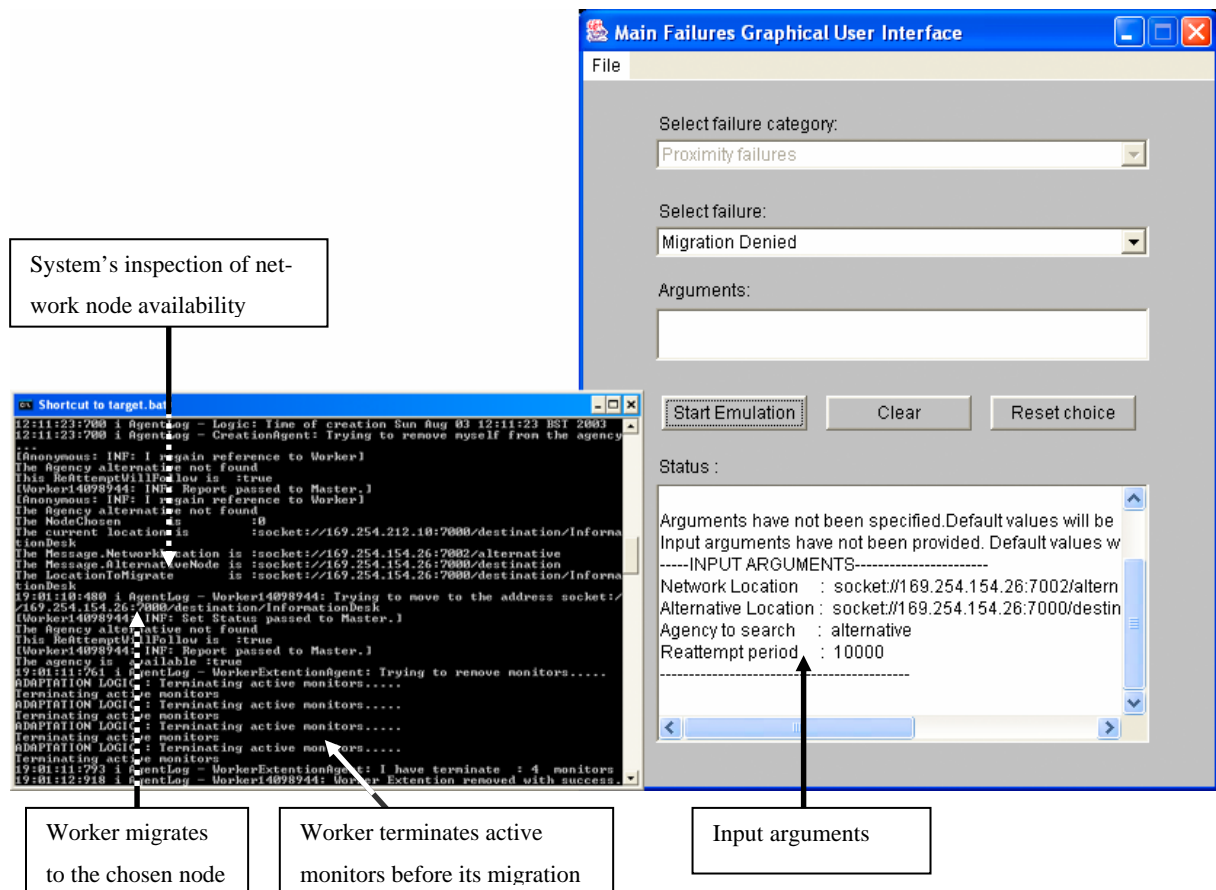 Main Failures Graphical User Interface
File
Select failure category:
Proximity failures
Select failure:
Migration Denied
Arguments:
Start Emulation
Clear
Reset choice
Status :
Arguments have not been specified.Default values will be
Input arguments have not been provided. Default values w
-----INPUT ARGUMENTS-----------------------
Network Location : socket://169.254.154.26:7002/altern
Alternative Location : socket://169.254.154.26:7000/destin
Agency to search : alternative
Reattempt period : 10000
-------------------------------------------
System's inspection of net-
work node availability
Shortcut to target.bat
12:11:23:700 i AgentLog - Logic: Time of creation Sun Aug 03 12:11:23 BST 2003
12:11:23:700 i AgentLog - CreationAgent: Trying to remove myself from the agency
...
[Anonymous: INF: I regain reference to Worker]
The Agency alternative not found
This ReAttemptWillFollow is :true
[Worker14098944: INF: Report passed to Master.]
[Anonymous: INF: I regain reference to Worker]
The Agency alternative not found
The NodeChosen is :0
The current location is :socket://169.254.212.10:7000/destination/Informa
tionDesk
The Message.NetworkLocation is :socket://169.254.154.26:7002/alternative
The Message.AlternativeNode is :socket://169.254.154.26:7000/destination
The LocationToMigrate is :socket://169.254.154.26:7000/destination/Informa
tionDesk
19:01:10:480 i AgentLog - Worker14098944: Trying to move to the address socket:/
/169.254.154.26:7000/destination/InformationDesk
[Worker14098944: INF: Set Status passed to Master.]
The Agency alternative not found
This ReAttemptWillFollow is :true
[Worker14098944: INF: Report passed to Master.]
The agency is available :true
19:01:11:761 i AgentLog - WorkerExtentionAgent: Trying to remove monitors.....
ADAPTATION LOGIC : Terminating active monitors.....
Terminating active monitors
ADAPTATION LOGIC : Terminating active monitors.....
Terminating active monitors
ADAPTATION LOGIC : Terminating active monitors.....
Terminating active monitors
ADAPTATION LOGIC : Terminating active monitors.....
Terminating active monitors
19:01:11:793 i AgentLog - WorkerExtentionAgent: I have terminate : 4 monitors
19:01:12:918 i AgentLog - Worker14098944: Worker Extention removed with success.
Worker migrates
to the chosen node
Worker terminates active
monitors before its migration
Input arguments